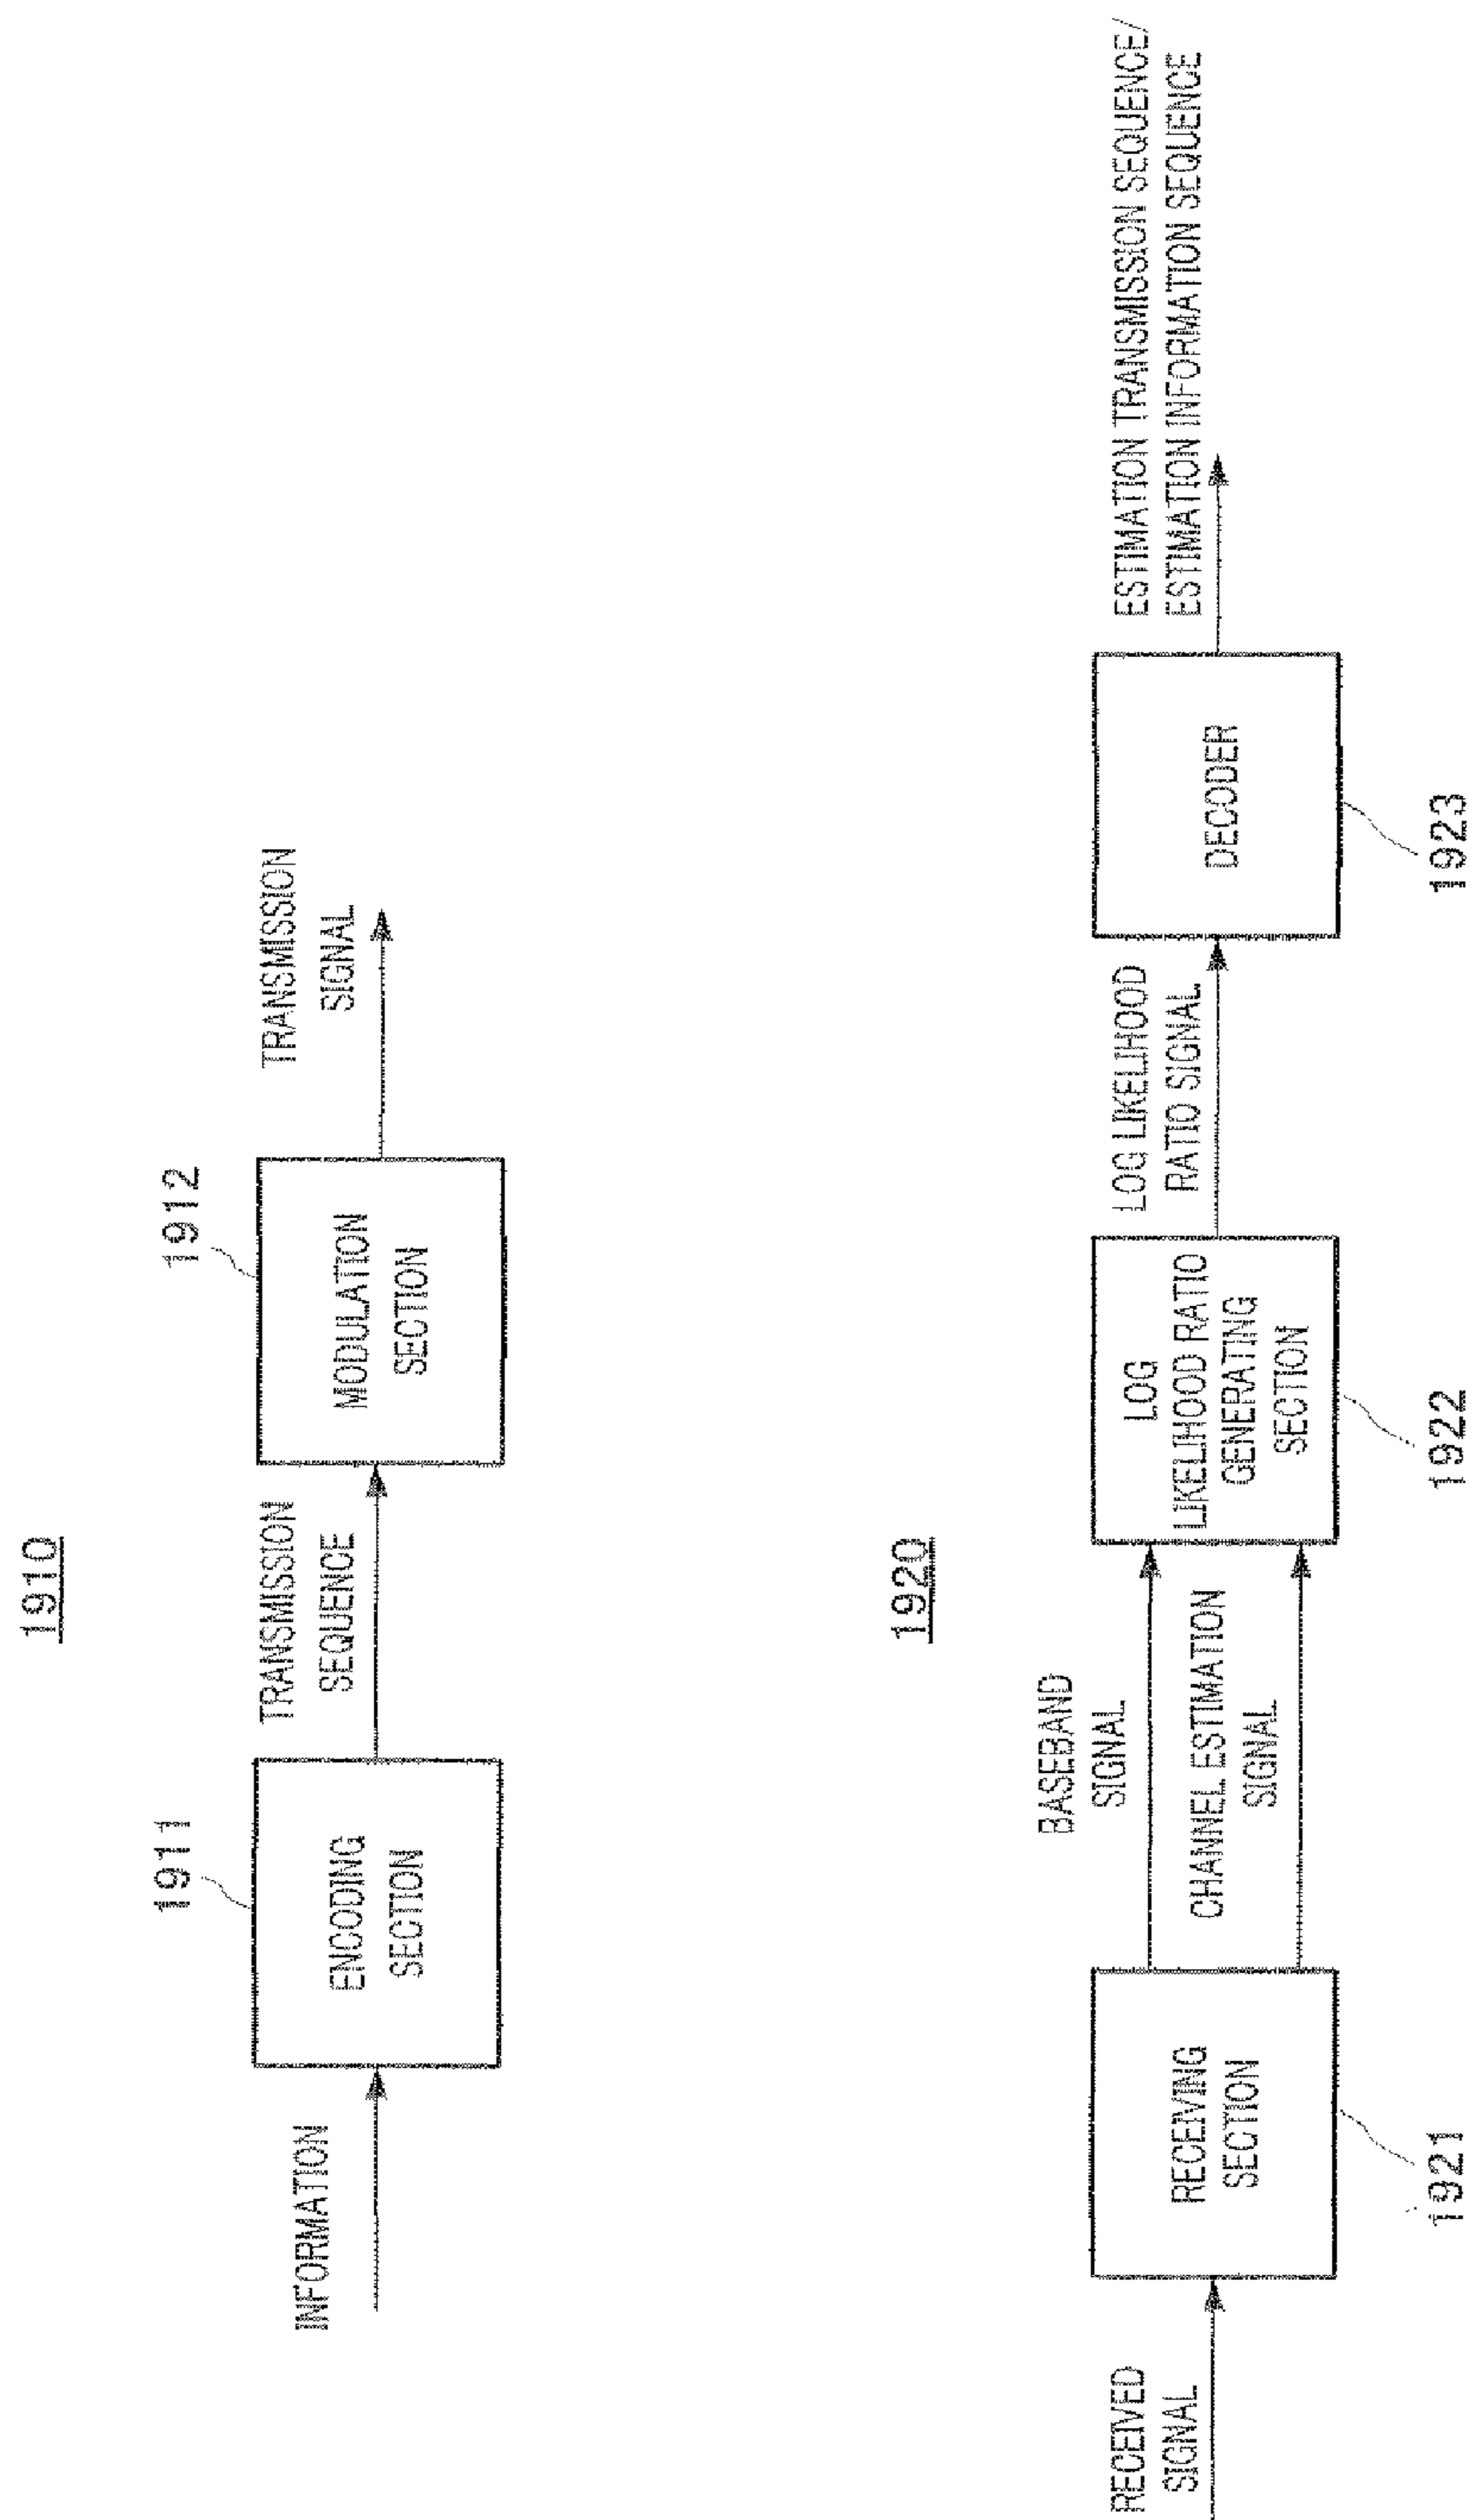 1910
1911
1912
INFORMATION
ENCODING
SECTION
TRANSMISSION
SEQUENCE
MODULATION
SECTION
TRANSMISSION
SIGNAL
1920
RECEIVED
SIGNAL
RECEIVING
SECTION
1921
BASEBAND
SIGNAL
CHANNEL ESTIMATION
SIGNAL
LOG
LIKELIHOOD RATIO
GENERATING
SECTION
1922
LOG LIKELIHOOD
RATIO SIGNAL
DECODER
1923
ESTIMATION TRANSMISSION SEQUENCE/
ESTIMATION INFORMATION SEQUENCE